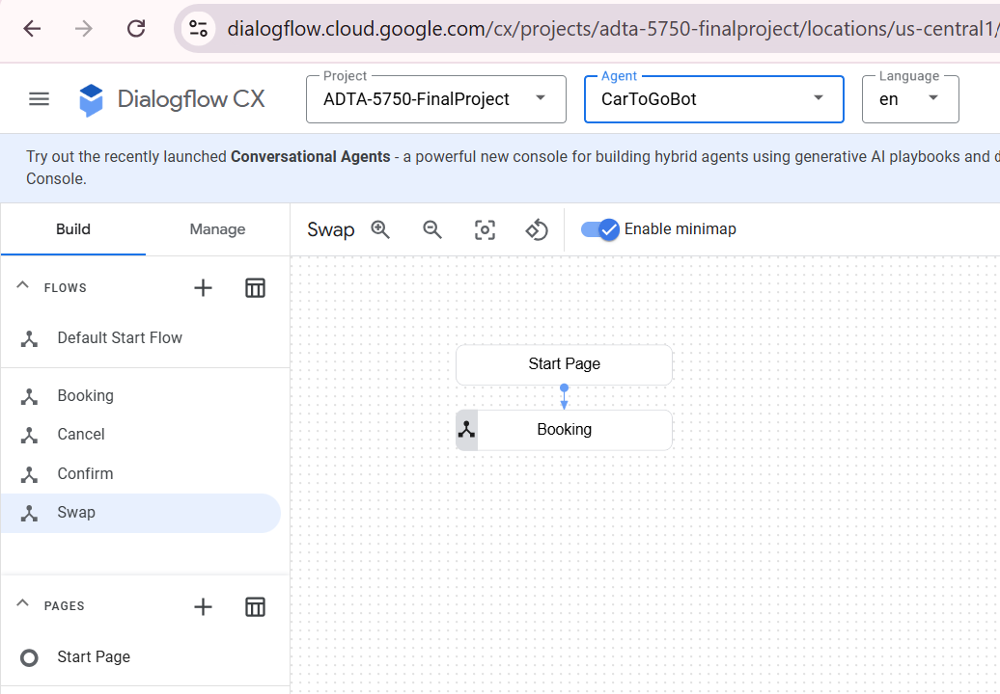 dialogflow.cloud.google.com/cx/projects/adta-5750-finalproject/locations/us-central1/
Dialogflow CX
Project
ADTA-5750-FinalProject
Agent
CarToGoBot
Language
en
Try out the recently launched Conversational Agents - a powerful new console for building hybrid agents using generative AI playbooks and d
Console.
Build
Manage
Swap
Enable minimap
FLOWS
Default Start Flow
Booking
Cancel
Confirm
Swap
PAGES
Start Page
Start Page
Booking